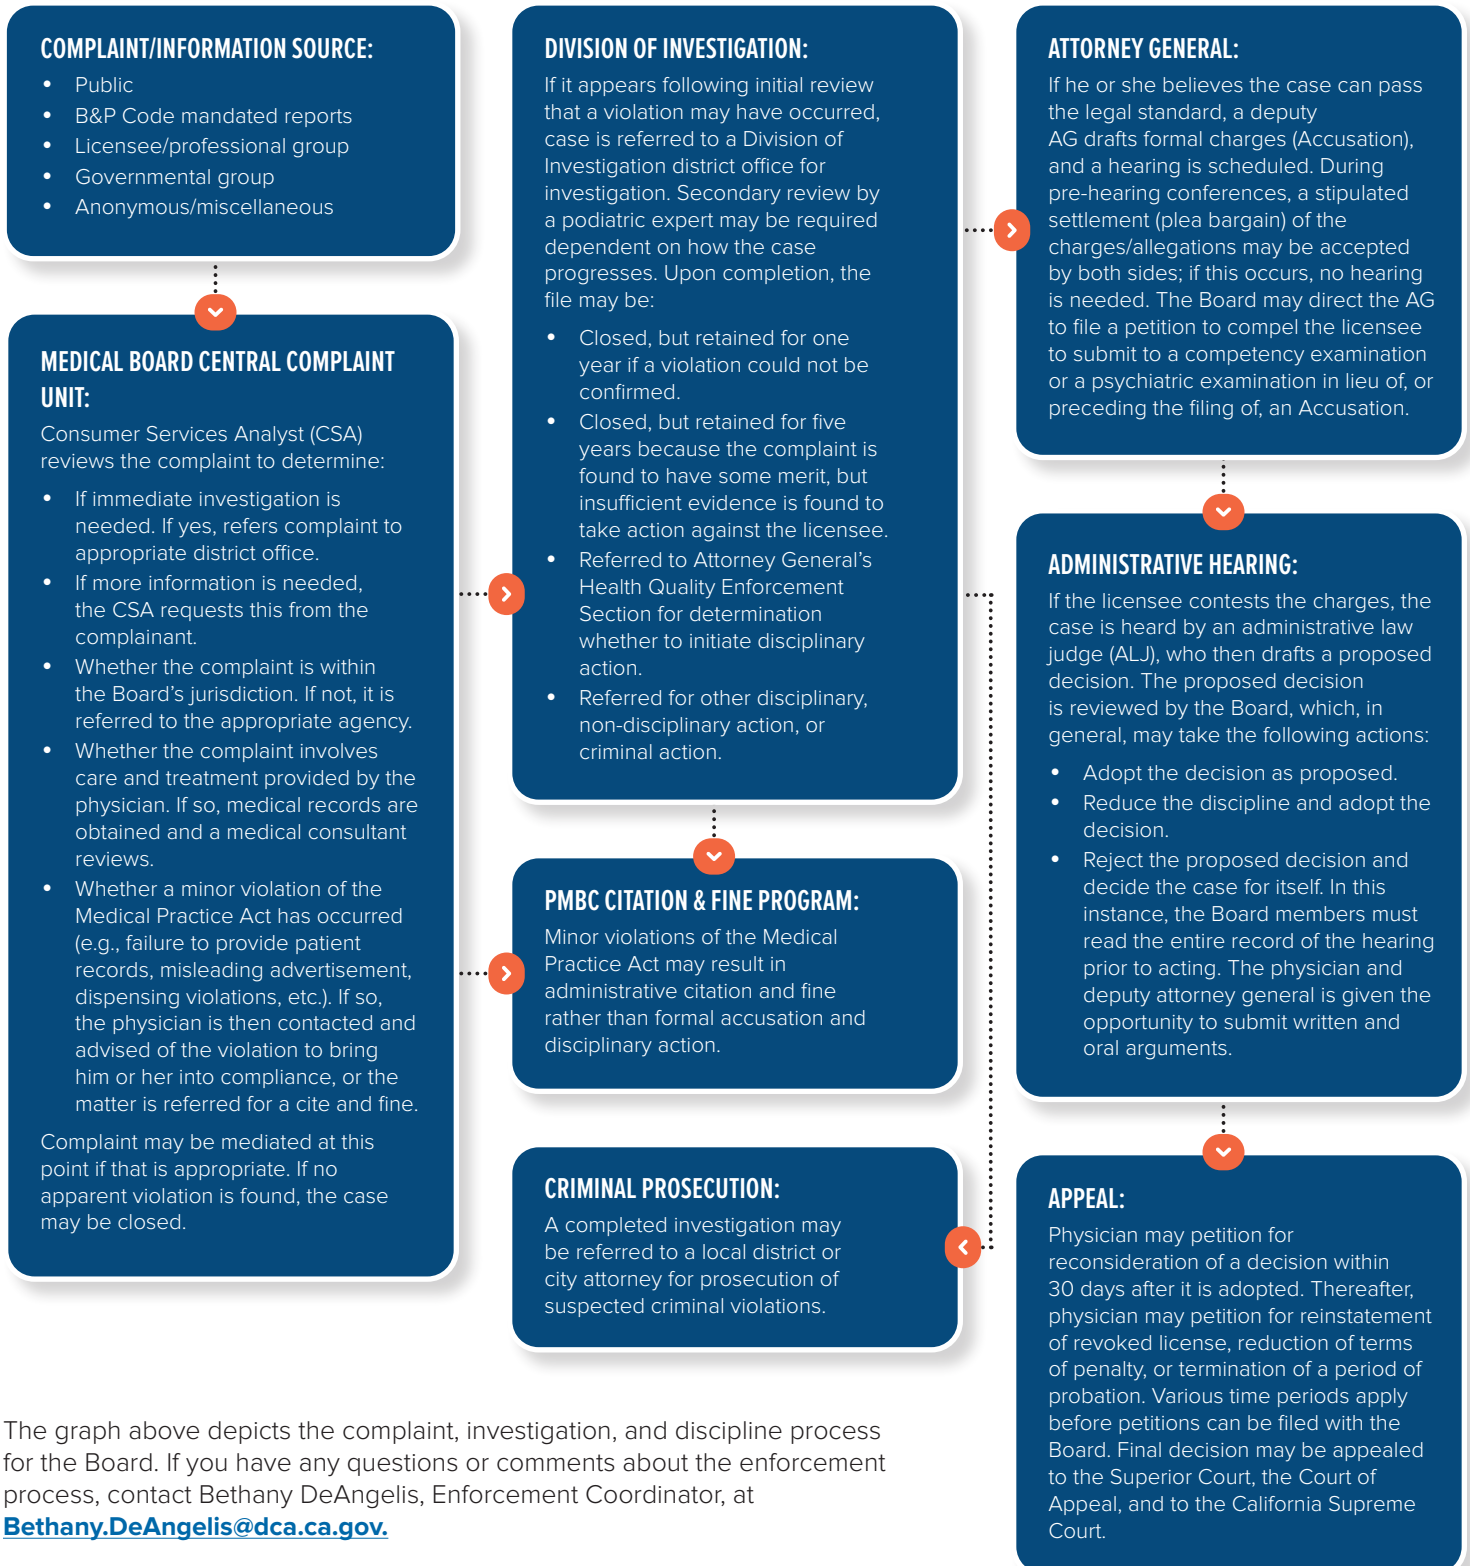 COMPLAINT/INFORMATION SOURCE:
• Public
• B&P Code mandated reports
• Licensee/professional group
• Governmental group
• Anonymous/miscellaneous
MEDICAL BOARD CENTRAL COMPLAINT
UNIT:
Consumer Services Analyst (CSA)
reviews the complaint to determine:
• If immediate investigation is
needed. If yes, refers complaint to
appropriate district office.
• If more information is needed,
the CSA requests this from the
complainant.
• Whether the complaint is within
the Board's jurisdiction. If not, it is
referred to the appropriate agency.
• Whether the complaint involves
care and treatment provided by the
physician. If so, medical records are
obtained and a medical consultant
reviews.
• Whether a minor violation of the
Medical Practice Act has occurred
(e.g., failure to provide patient
records, misleading advertisement,
dispensing violations, etc.). If so,
the physician is then contacted and
advised of the violation to bring
him or her into compliance, or the
matter is referred for a cite and fine.
Complaint may be mediated at this
point if that is appropriate. If no
apparent violation is found, the case
may be closed.
DIVISION OF INVESTIGATION:
If it appears following initial review
that a violation may have occurred,
case is referred to a Division of
Investigation district office for
investigation. Secondary review by
a podiatric expert may be required
dependent on how the case
progresses. Upon completion, the
file may be:
• Closed, but retained for one
year if a violation could not be
confirmed.
• Closed, but retained for five
years because the complaint is
found to have some merit, but
insufficient evidence is found to
take action against the licensee.
• Referred to Attorney General's
Health Quality Enforcement
Section for determination
whether to initiate disciplinary
action.
• Referred for other disciplinary,
non-disciplinary action, or
criminal action.
PMBC CITATION & FINE PROGRAM:
Minor violations of the Medical
Practice Act may result in
administrative citation and fine
rather than formal accusation and
disciplinary action.
CRIMINAL PROSECUTION:
A completed investigation may
be referred to a local district or
city attorney for prosecution of
suspected criminal violations.
ATTORNEY GENERAL:
If he or she believes the case can pass
the legal standard, a deputy
AG drafts formal charges (Accusation),
and a hearing is scheduled. During
pre-hearing conferences, a stipulated
settlement (plea bargain) of the
charges/allegations may be accepted
by both sides; if this occurs, no hearing
is needed. The Board may direct the AG
to file a petition to compel the licensee
to submit to a competency examination
or a psychiatric examination in lieu of, or
preceding the filing of, an Accusation.
ADMINISTRATIVE HEARING:
If the licensee contests the charges, the
case is heard by an administrative law
judge (ALJ), who then drafts a proposed
decision. The proposed decision
is reviewed by the Board, which, in
general, may take the following actions:
• Adopt the decision as proposed.
• Reduce the discipline and adopt the
decision.
• Reject the proposed decision and
decide the case for itself. In this
instance, the Board members must
read the entire record of the hearing
prior to acting. The physician and
deputy attorney general is given the
opportunity to submit written and
oral arguments.
APPEAL:
Physician may petition for
reconsideration of a decision within
30 days after it is adopted. Thereafter,
physician may petition for reinstatement
of revoked license, reduction of terms
of penalty, or termination of a period of
probation. Various time periods apply
before petitions can be filed with the
Board. Final decision may be appealed
to the Superior Court, the Court of
Appeal, and to the California Supreme
Court.
The graph above depicts the complaint, investigation, and discipline process
for the Board. If you have any questions or comments about the enforcement
process, contact Bethany DeAngelis, Enforcement Coordinator, at
Bethany.DeAngelis@dca.ca.gov.